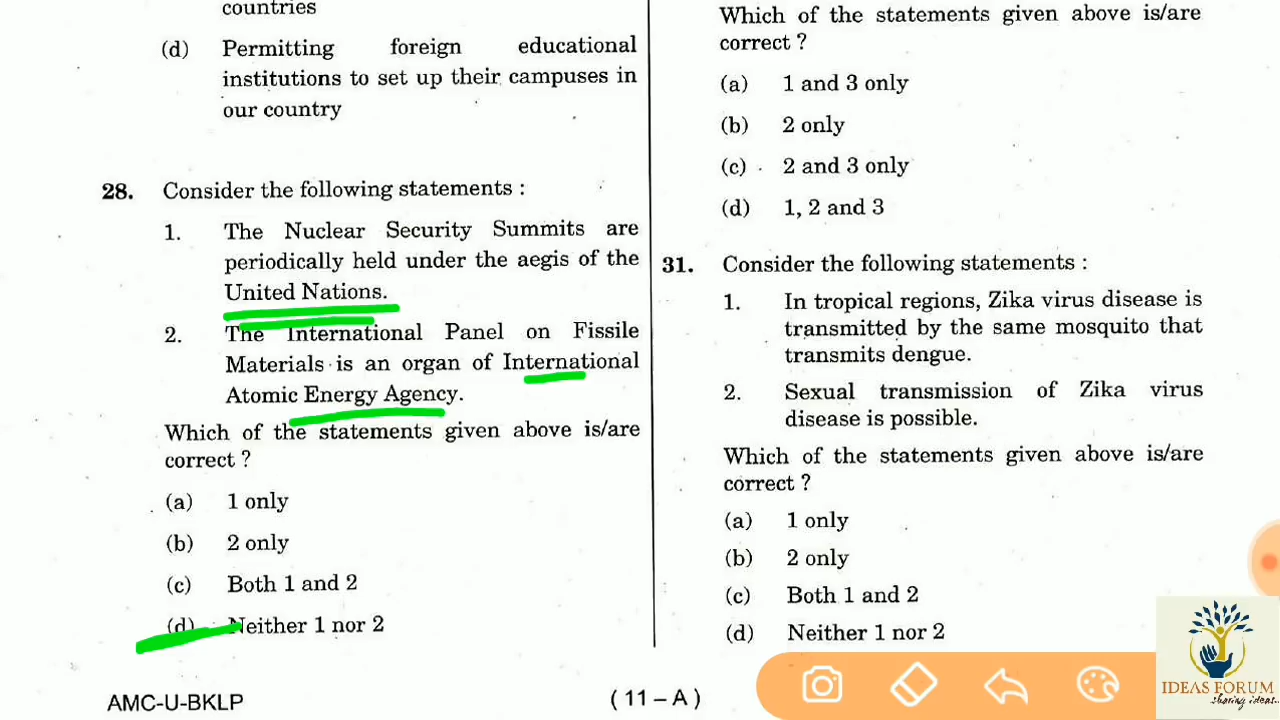 countries
(d) Permitting foreign educational
institutions to set up their campuses in
our country
28. Consider the following statements :
1. The Nuclear Security Summits are
periodically held under the aegis of the
United Nations.
2. The International Panel on Fissile
Materials is an organ of International
Atomic Energy Agency.
Which of the statements given above is/are
correct ?
(a) 1 only
(b) 2 only
(c) Both 1 and 2
(d) Neither 1 nor 2
AMC-U-BKLP
( 11 – A )
Which of the statements given above is/are
correct ?
(a) 1 and 3 only
(b) 2 only
(c) 2 and 3 only
(d) 1, 2 and 3
31. Consider the following statements :
1. In tropical regions, Zika virus disease is
transmitted by the same mosquito that
transmits dengue.
2. Sexual transmission of Zika virus
disease is possible.
Which of the statements given above is/are
correct ?
(a) 1 only
(b) 2 only
(c) Both 1 and 2
(d) Neither 1 nor 2
IDEAS FORUM
sharing ideas..